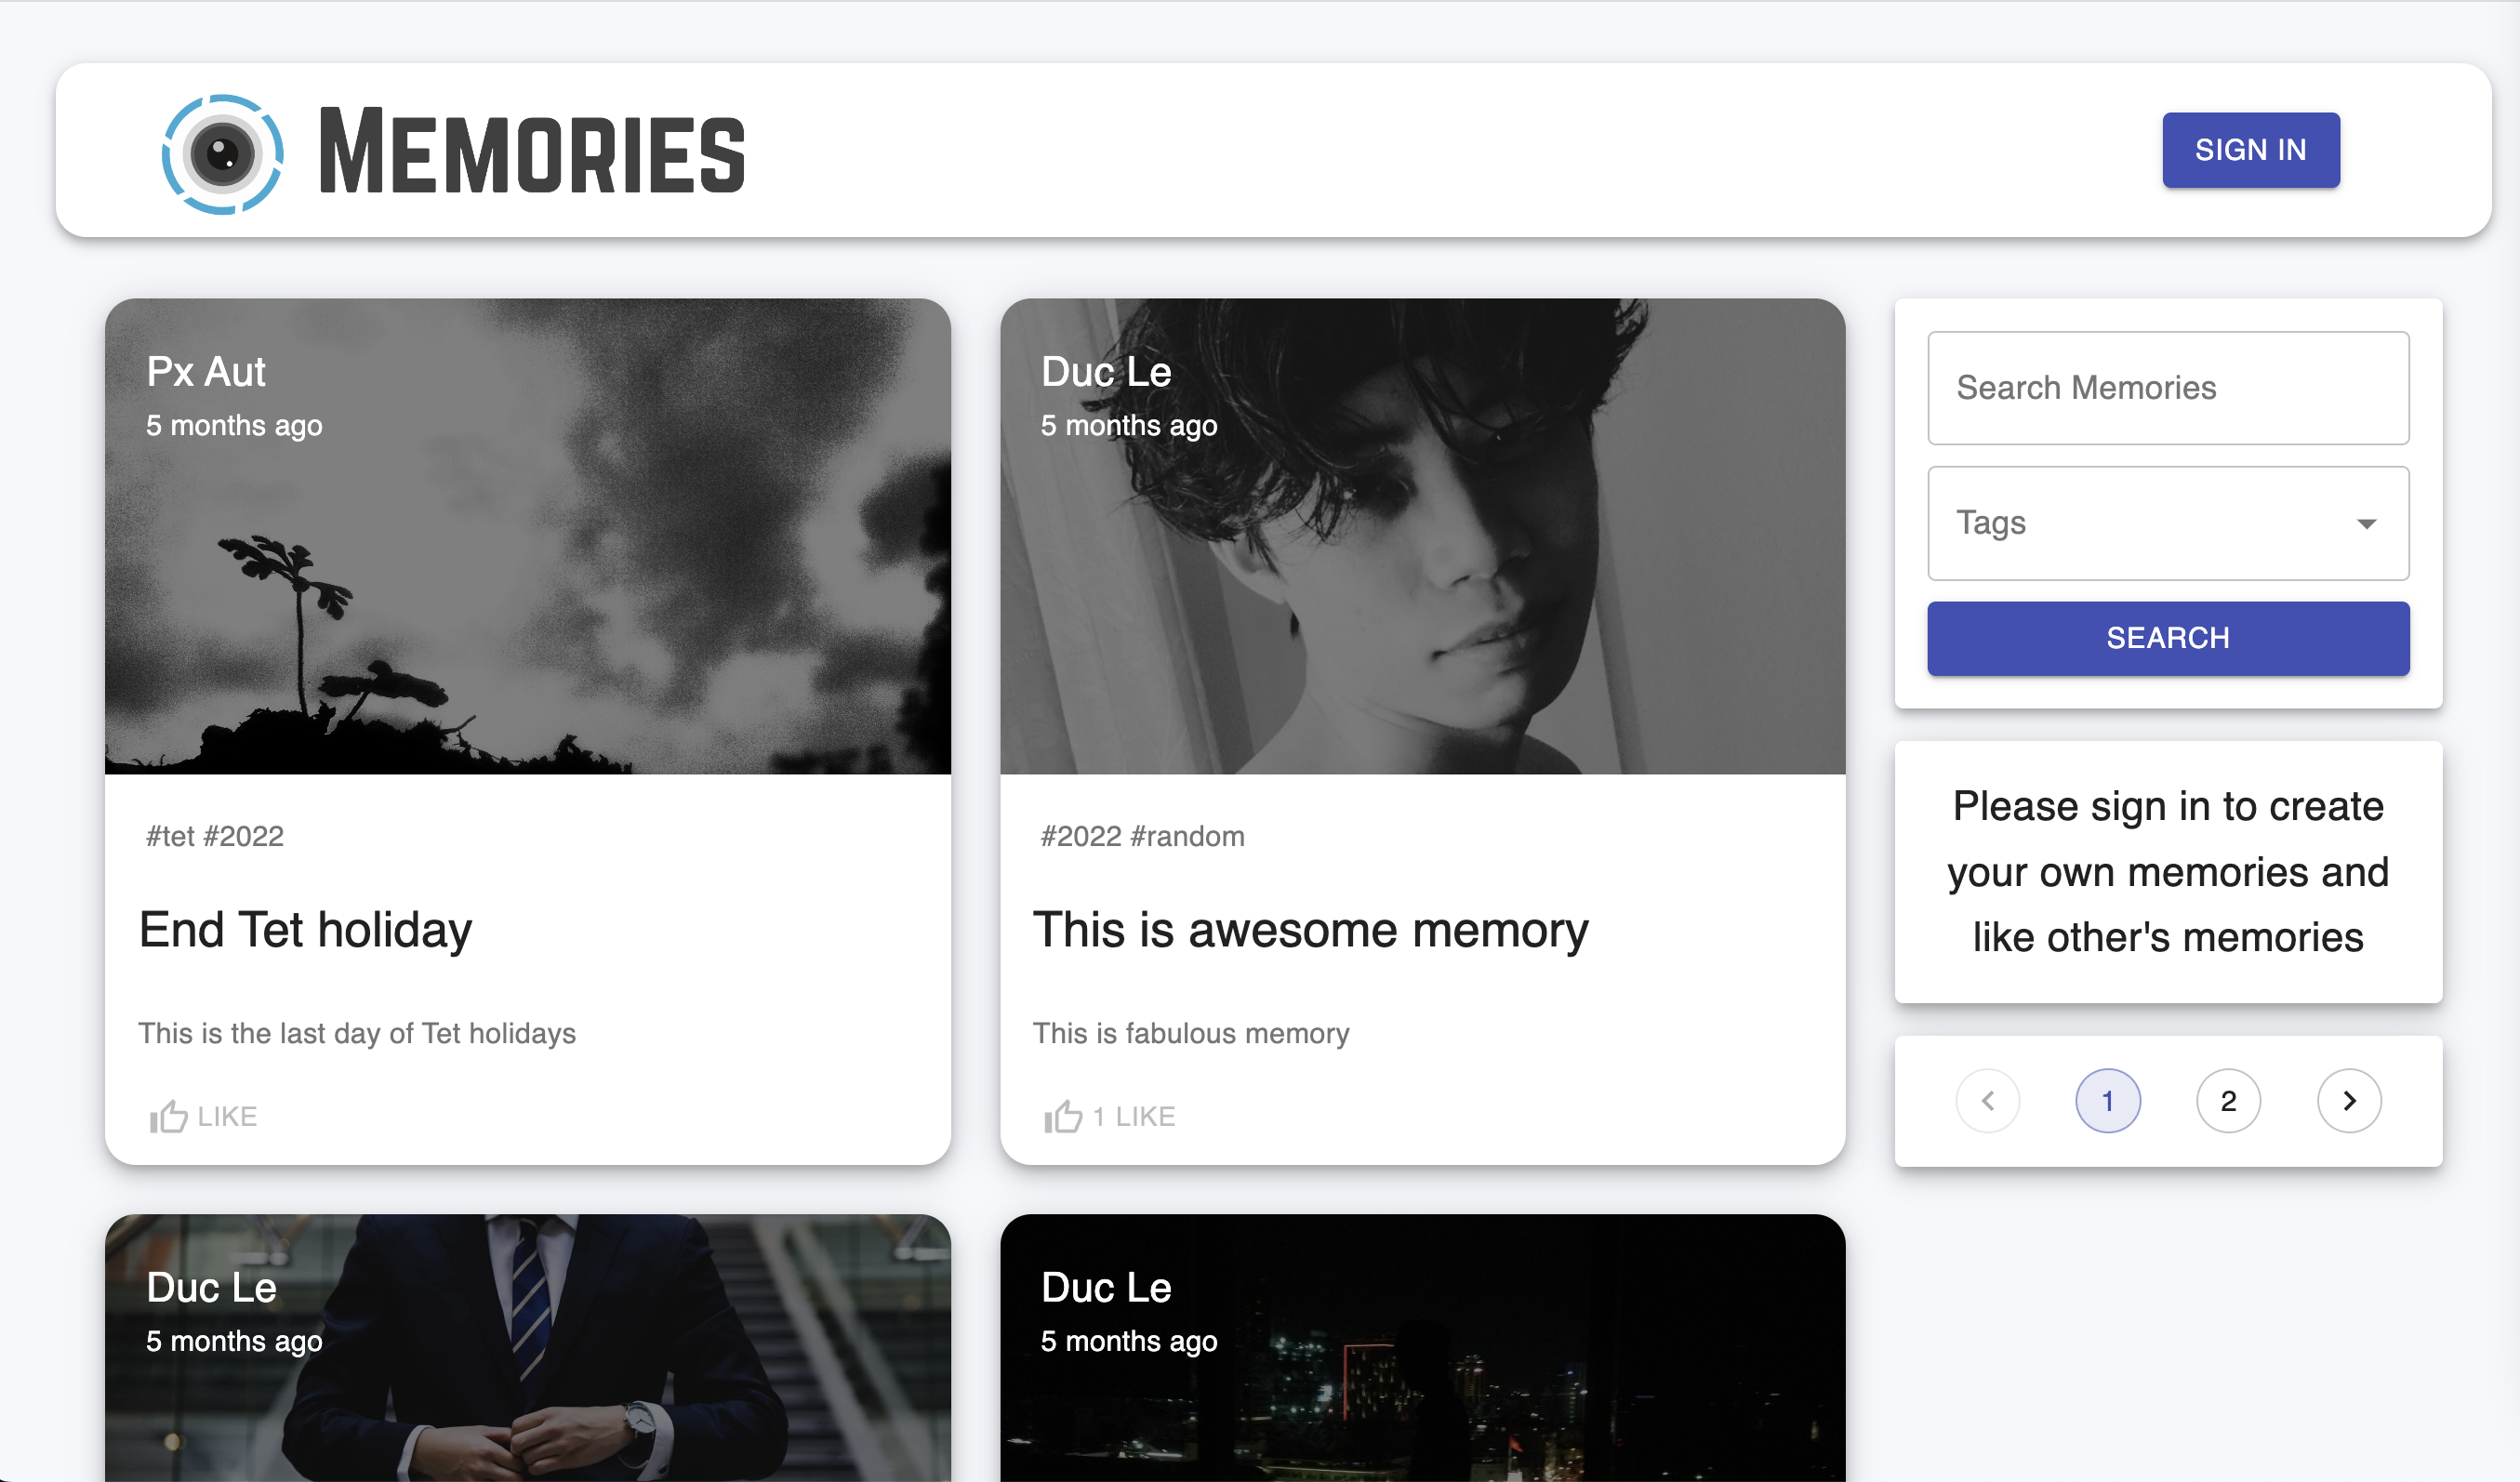 MEMORIES
SIGN IN
Px Aut
5 months ago
#tet #2022
End Tet holiday
This is the last day of Tet holidays
LIKE
Duc Le
5 months ago
#2022 #random
This is awesome memory
This is fabulous memory
1 LIKE
Search Memories
Tags
SEARCH
Please sign in to create
your own memories and
like other's memories
1
2
Duc Le
5 months ago
Duc Le
5 months ago